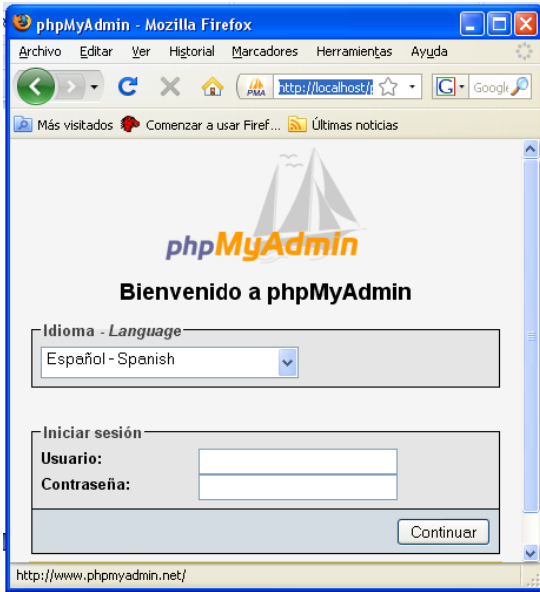 phpMyAdmin - Mozilla Firefox
Archivo Editar Ver Historial Marcadores Herramientas Ayuda
PMA http://localhost/ G Google
Más visitados Comenzar a usar Firef... Últimas noticias
phpMyAdmin
Bienvenido a phpMyAdmin
Idioma - Language
Español - Spanish
Iniciar sesión
Usuario:
Contraseña:
Continuar
http://www.phpmyadmin.net/